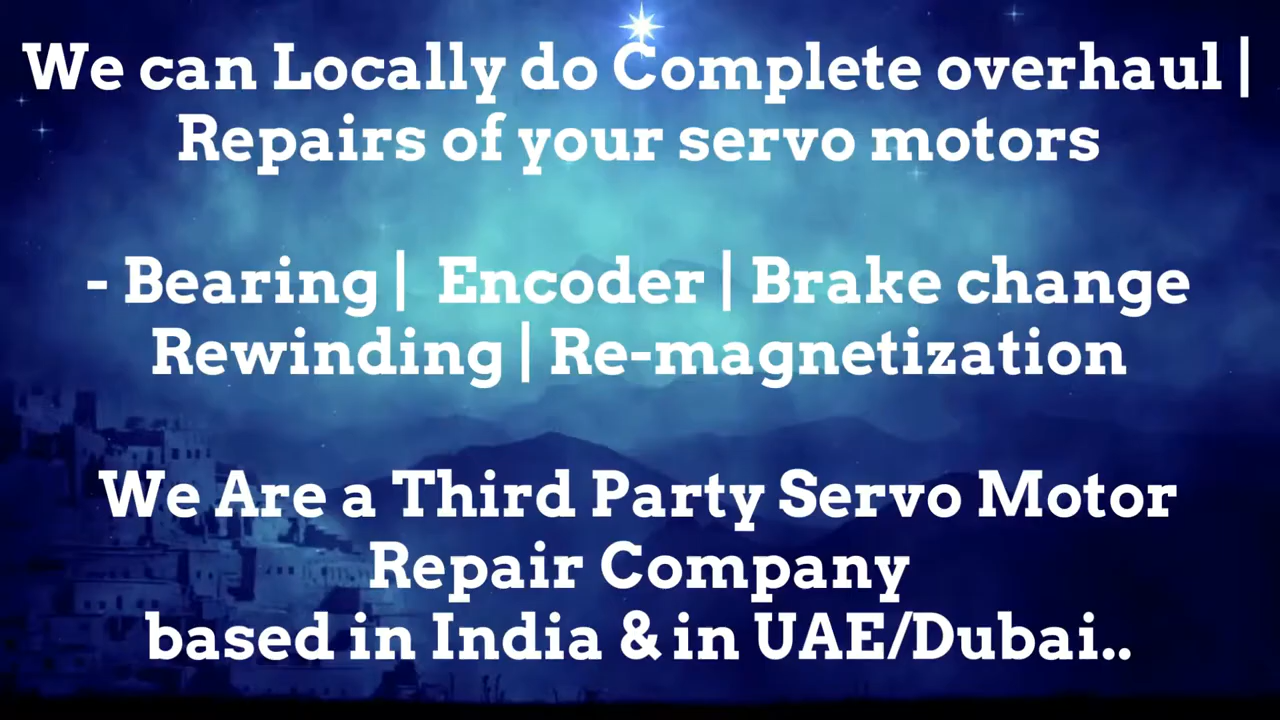 We can Locally do Complete overhaul |
Repairs of your servo motors
- Bearing | Encoder | Brake change
Rewinding | Re-magnetization
We Are a Third Party Servo Motor
Repair Company
based in India & in UAE/Dubai..